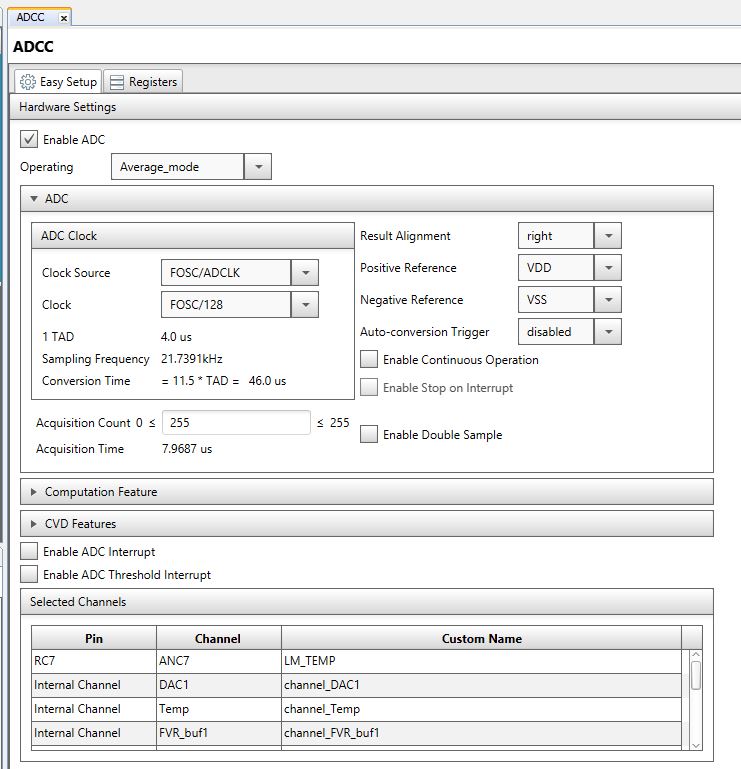 ADCC
ADCC
Easy Setup Registers
Hardware Settings
Enable ADC
Operating Average_mode
ADC
ADC Clock
Clock Source FOSC/ADCLK
Clock FOSC/128
1 TAD 4.0 us
Sampling Frequency 21.7391kHz
Conversion Time = 11.5 * TAD = 46.0 us
Result Alignment right
Positive Reference VDD
Negative Reference VSS
Auto-conversion Trigger disabled
Enable Continuous Operation
Enable Stop on Interrupt
Acquisition Count 0 ≤ 255 ≤ 255
Acquisition Time 7.9687 us
Enable Double Sample
Computation Feature
CVD Features
Enable ADC Interrupt
Enable ADC Threshold Interrupt
Selected Channels
Pin Channel Custom Name
RC7 ANC7 LM_TEMP
Internal Channel DAC1 channel_DAC1
Internal Channel Temp channel_Temp
Internal Channel FVR_buf1 channel_FVR_buf1